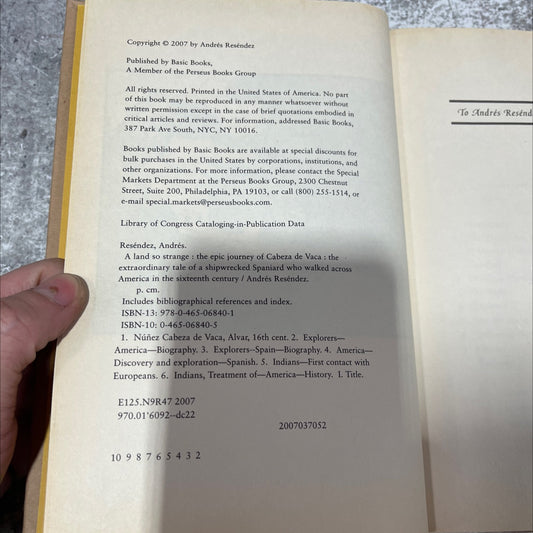 Copyright © 2007 by Andrés Reséndez
Published by Basic Books,
A Member of the Perseus Books Group
All rights reserved. Printed in the United States of America. No part
of this book may be reproduced in any manner whatsoever without
written permission except in the case of brief quotations embodied in
critical articles and reviews. For information, addressed Basic Books,
387 Park Ave South, NYC, NY 10016.
Books published by Basic Books are available at special discounts for
bulk purchases in the United States by corporations, institutions, and
other organizations. For more information, please contact the Special
Markets Department at the Perseus Books Group, 2300 Chestnut
Street, Suite 200, Philadelphia, PA 19103, or call (800) 255-1514, or
e-mail special.markets@perseusbooks.com.
Library of Congress Cataloging-in-Publication Data
Reséndez, Andrés.
A land so strange : the epic journey of Cabeza de Vaca : the
extraordinary tale of a shipwrecked Spaniard who walked across
America in the sixteenth century / Andrés Reséndez.
p. cm.
Includes bibliographical references and index.
ISBN-13: 978-0-465-06840-1
ISBN-10: 0-465-06840-5
1. Núñez Cabeza de Vaca, Alvar, 16th cent. 2. Explorers—
America—Biography. 3. Explorers--Spain—Biography. 4. America—
Discovery and exploration—Spanish. 5. Indians—First contact with
Europeans. 6. Indians, Treatment of—America—History. I. Title.
E125.N9R47 2007
970.01'6092--dc22
2007037052
10 9 8 7 6 5 4 3 2
To Andrés Resénd